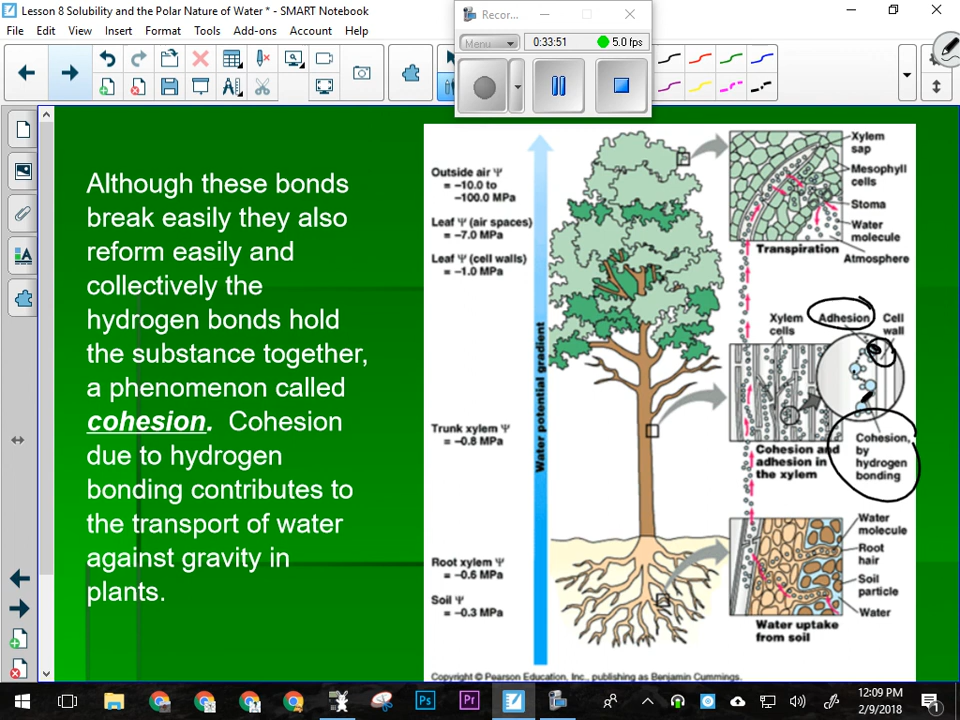 Lesson 8 Solubility and the Polar Nature of Water * - SMART Notebook
Recor...
File Edit View Insert Format Tools Add-ons Account Help
Menu 0:33:51 5.0 fps
Although these bonds
break easily they also
reform easily and
collectively the
hydrogen bonds hold
the substance together,
a phenomenon called
cohesion. Cohesion
due to hydrogen
bonding contributes to
the transport of water
against gravity in
plants.
Outside air Ψ
= –10.0 to
–100.0 MPa
Leaf Ψ (air spaces)
= –7.0 MPa
Leaf Ψ (cell walls)
= –1.0 MPa
Water potential gradient
Trunk xylem Ψ
= –0.8 MPa
Root xylem Ψ
= –0.6 MPa
Soil Ψ
= –0.3 MPa
Xylem
sap
Mesophyll
cells
Stoma
Water
molecule
Atmosphere
Transpiration
Xylem
cells
Adhesion
Cell
wall
Cohesion,
by
hydrogen
bonding
Cohesion and
adhesion in
the xylem
Water
molecule
Root
hair
Soil
particle
Water
Water uptake
from soil
Copyright © Pearson Education, Inc., publishing as Benjamin Cummings.
12:09 PM
2/9/2018